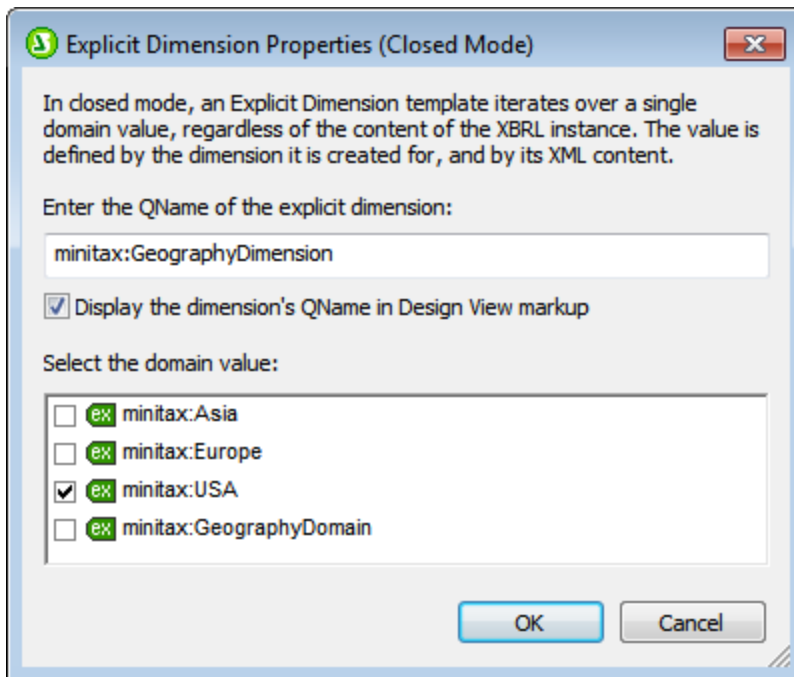 Explicit Dimension Properties (Closed Mode)
In closed mode, an Explicit Dimension template iterates over a single
domain value, regardless of the content of the XBRL instance. The value is
defined by the dimension it is created for, and by its XML content.
Enter the QName of the explicit dimension:
minitax:GeographyDimension
Display the dimension's QName in Design View markup
Select the domain value:
ex minitax:Asia
ex minitax:Europe
ex minitax:USA
ex minitax:GeographyDomain
OK Cancel